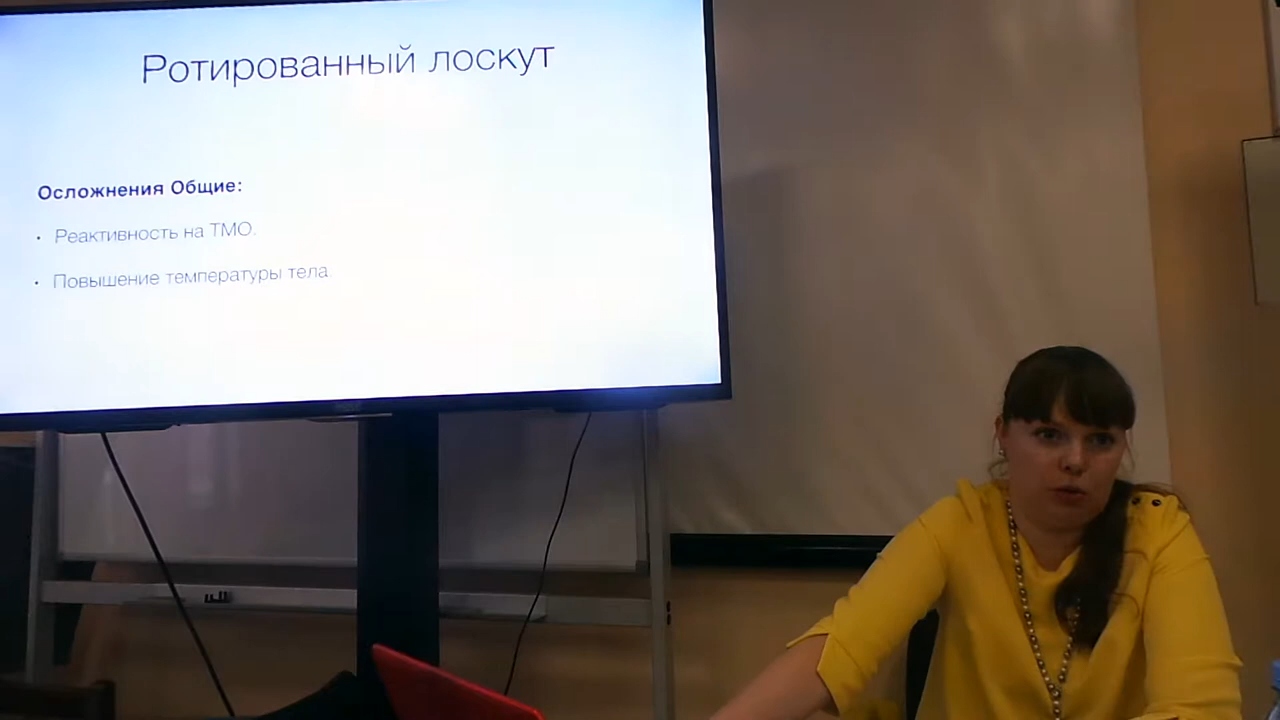 Ротированный лоскут
Осложнения Общие:
• Реактивность на ТМО.
• Повышение температуры тела.